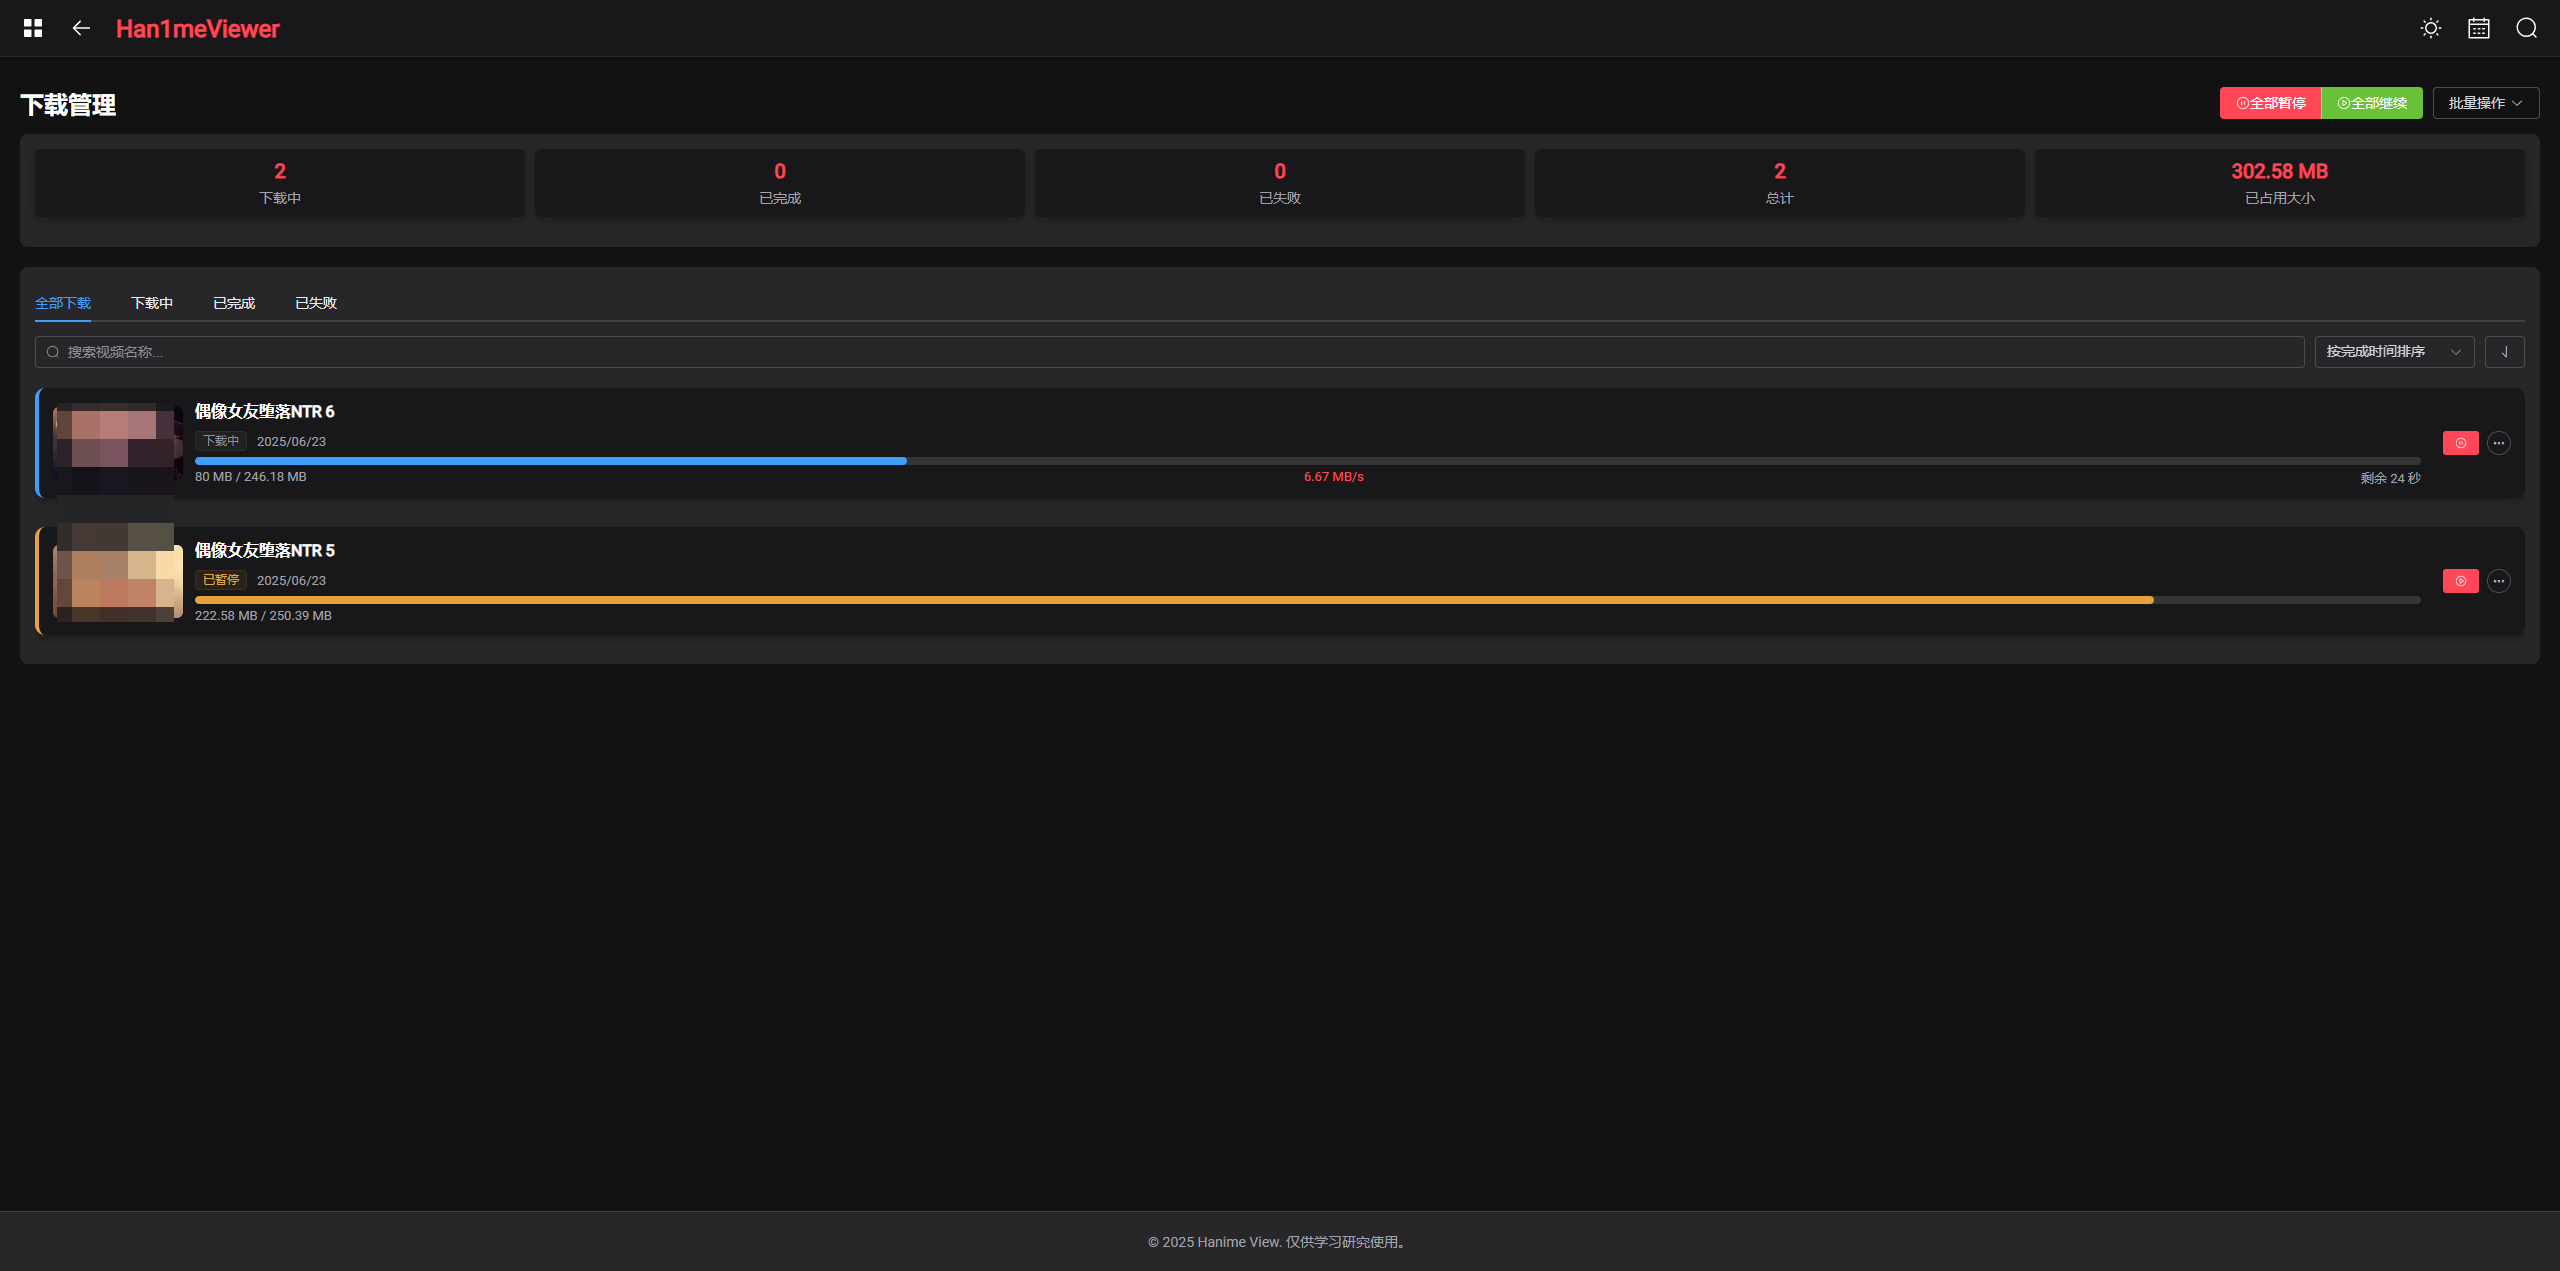 Han1meViewer
下载管理
全部暂停 全部继续 批量操作
2 0 0 2 302.58 MB
下载中 已完成 已失败 总计 已占用大小
全部下载 下载中 已完成 已失败
搜索视频名称... 按完成时间排序
偶像女友堕落NTR 6
下载中 2025/06/23
80 MB / 246.18 MB 6.67 MB/s 剩余 24 秒
偶像女友堕落NTR 5
已暂停 2025/06/23
222.58 MB / 250.39 MB
© 2025 Hanime View. 仅供学习研究使用。